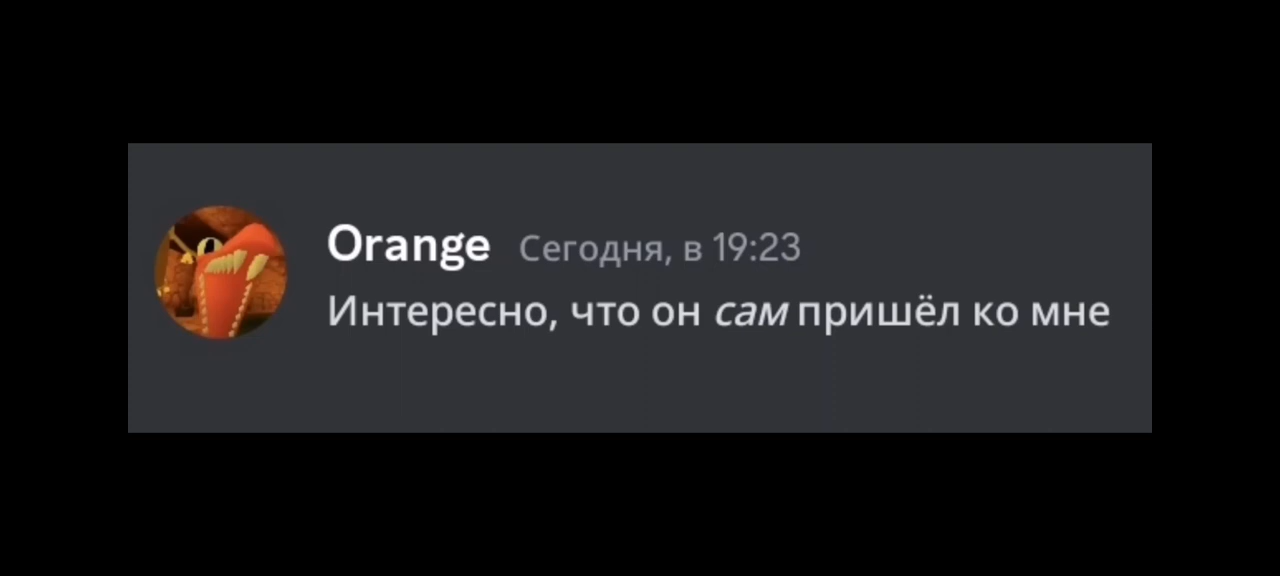 Orange Сегодня, в 19:23
Интересно, что он сам пришёл ко мне